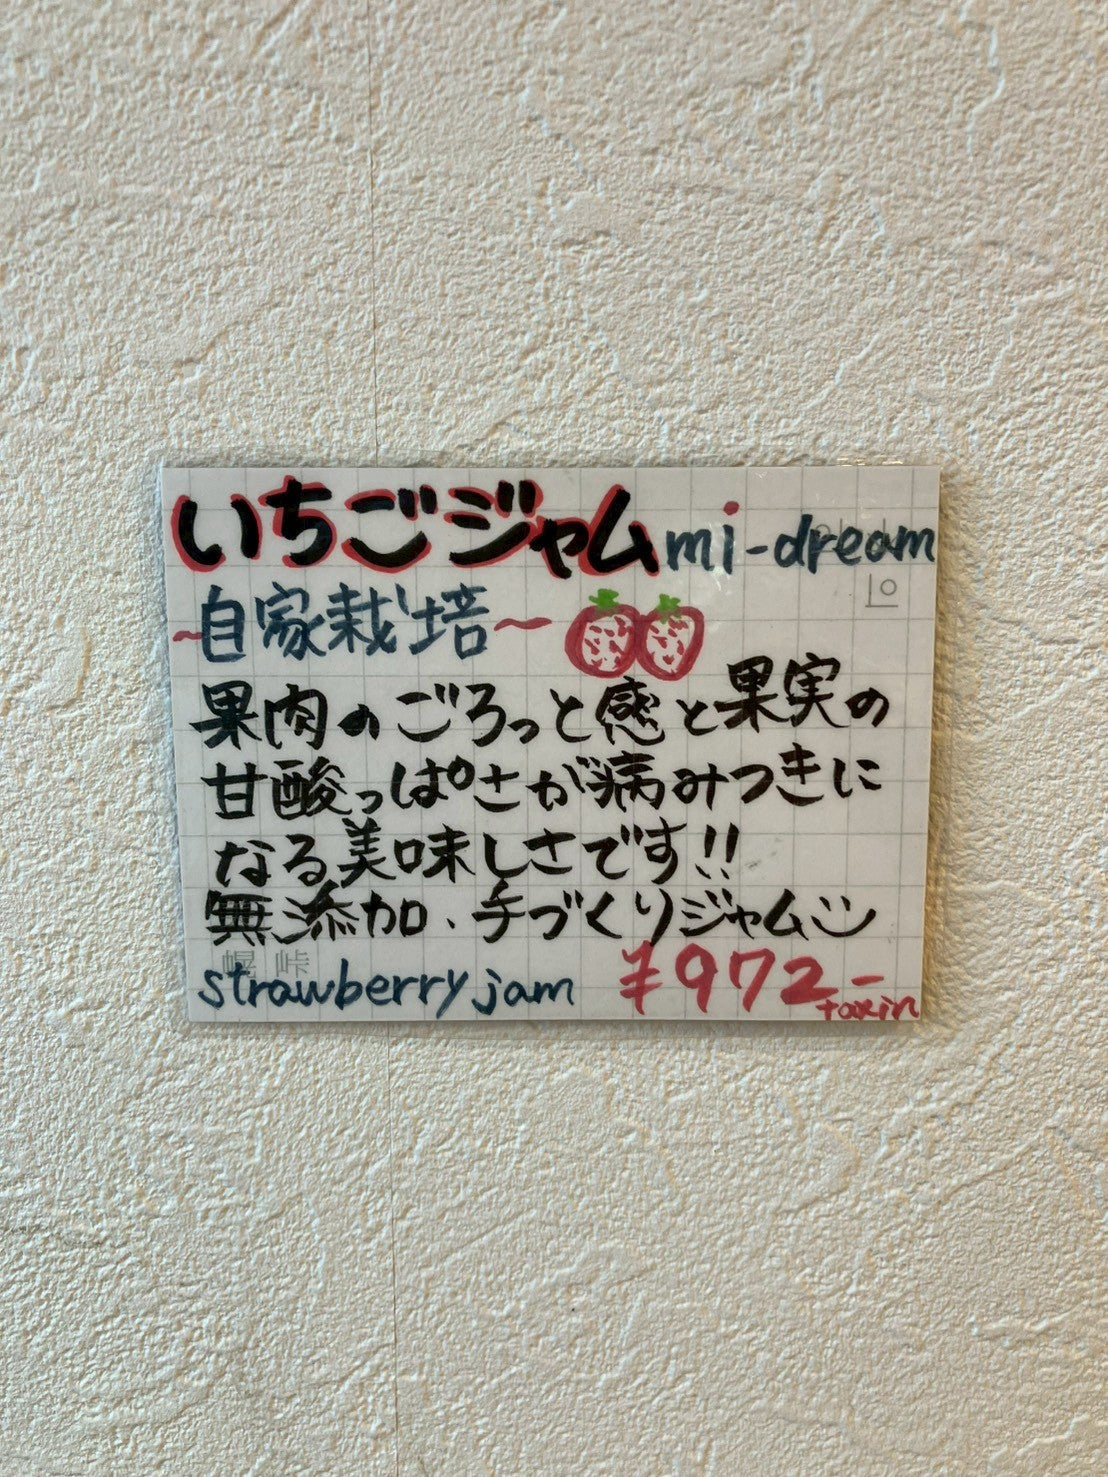 いちごジャム mi-dream
~自家栽培~
果肉のごろっと感と果実の
甘酸っぱさが病みつきに
なる美味しさです!!
無添加・手づくりジャム
strawberry jam ¥972-
tax in